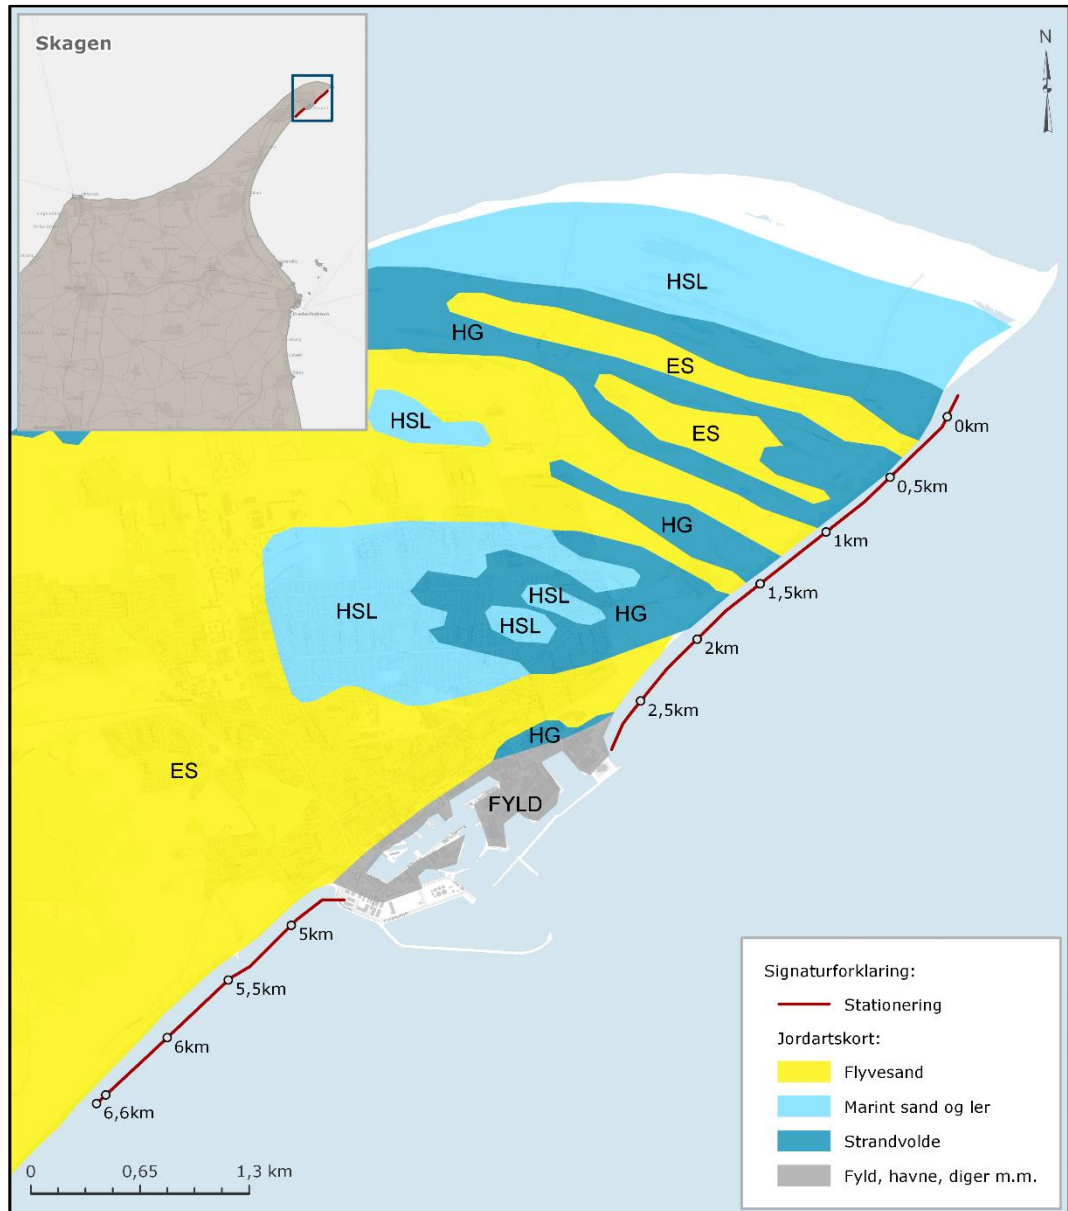 Skagen
N
HSL
HG
ES
HSL
ES
0km
0,5km
HG
1km
1,5km
HSL
HSL
HG
HSL
2km
2,5km
HG
ES
FYLD
5km
5,5km
6km
6,6km
0 0,65 1,3 km
Signaturforklaring:
Stationering
Jordartskort:
Flyvesand
Marint sand og ler
Strandvolde
Fyld, havne, diger m.m.